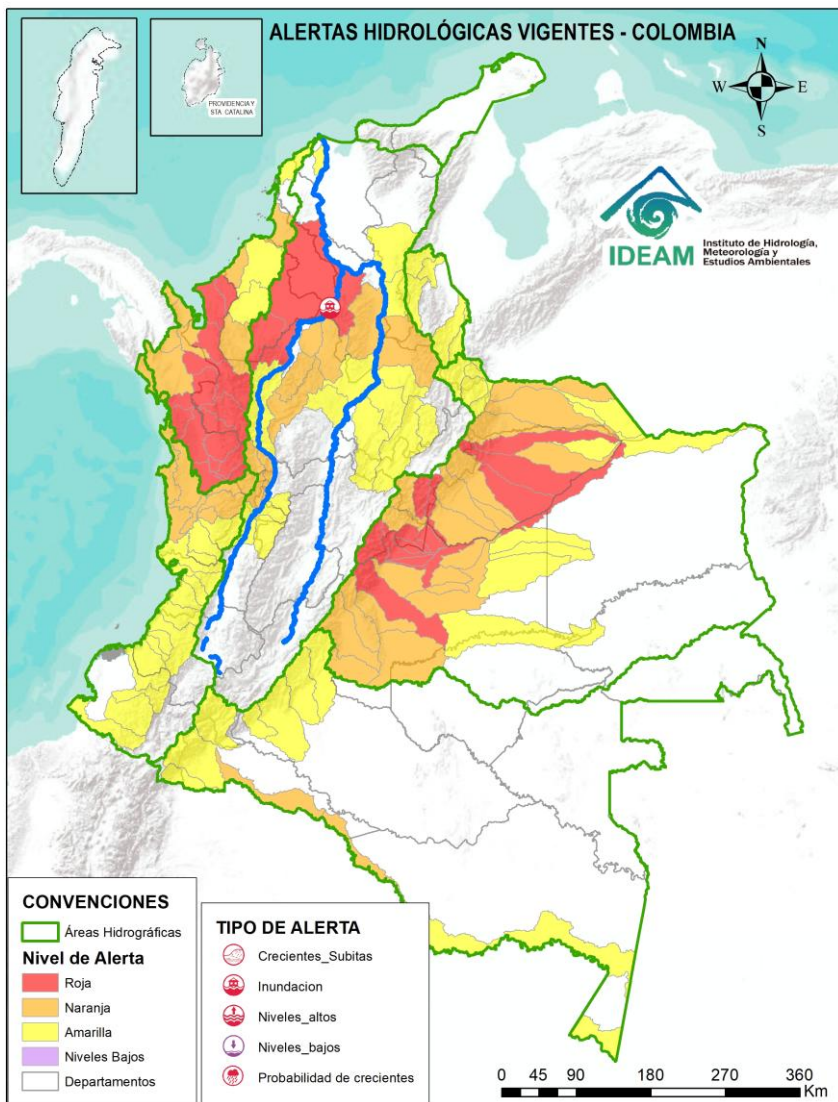 ALERTAS HIDROLÓGICAS VIGENTES - COLOMBIA
PROVIDENCIA Y
STA. CATALINA
N
W
E
S
IDEAM
Instituto de Hidrología,
Meteorología y
Estudios Ambientales
CONVENCIONES
Áreas Hidrográficas
Nivel de Alerta
Roja
Naranja
Amarilla
Niveles Bajos
Departamentos
TIPO DE ALERTA
Crecientes_Subitas
Inundacion
Niveles_altos
Niveles_bajos
Probabilidad de crecientes
0 45 90 180 270 360
Km